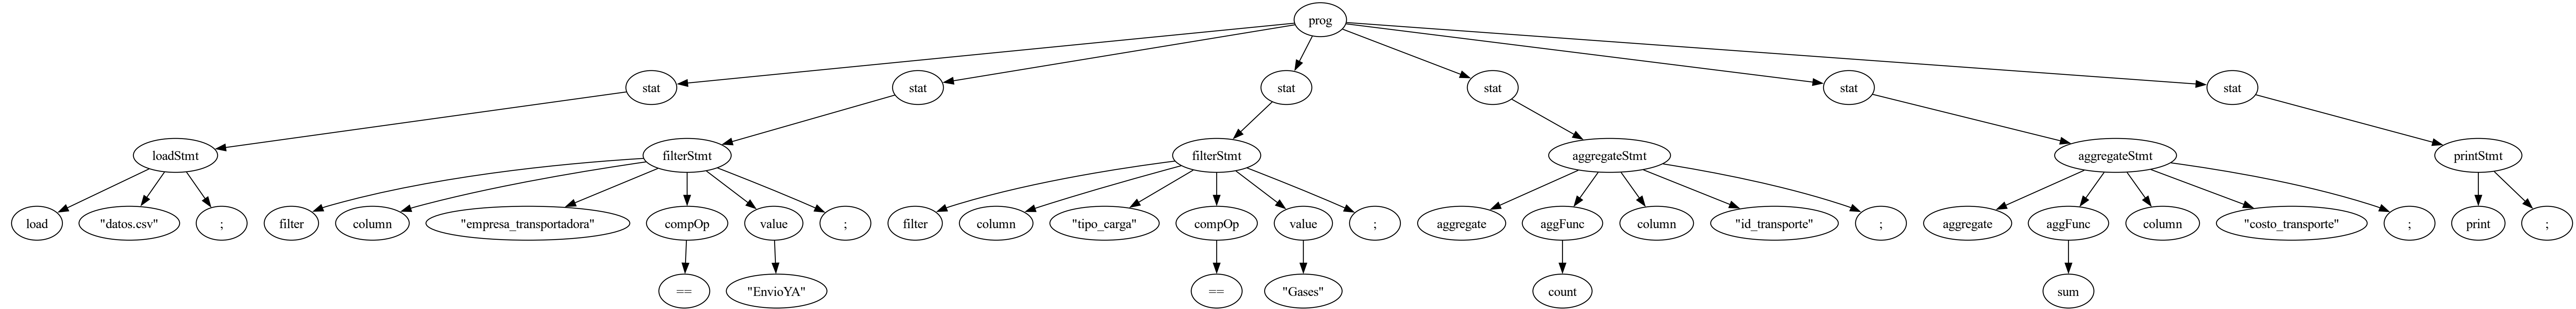 prog
stat stat stat stat stat stat
loadStmt filterStmt filterStmt aggregateStmt aggregateStmt printStmt
load "datos.csv" ; filter column "empresa_transportadora" compOp value ; filter column "tipo_carga" compOp value ; aggregate aggFunc column "id_transporte" ; aggregate aggFunc column "costo_transporte" ; print ;
== "EnvioYA" == "Gases" count sum